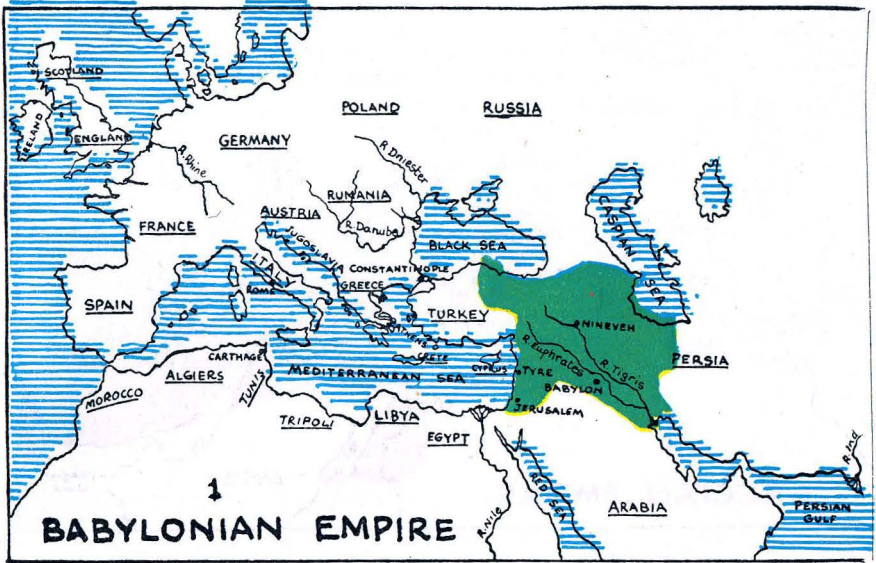 SCOTLAND
IRELAND
ENGLAND
POLAND
RUSSIA
GERMANY
R. Rhine
R. Dniester
RUMANIA
AUSTRIA
FRANCE
R. Danube
JUGOSLAVIA
BLACK SEA
CASPIAN SEA
ITALY
CONSTANTINOPLE
ROME
GREECE
SPAIN
TURKEY
NINEVEH
ATHENS
R. Euphrates
R. Tigris
CARTHAGE
CRETE
PERSIA
ALGIERS
MEDITERRANEAN SEA
CYPRUS
TYRE
BABYLON
MOROCCO
TUNIS
JERUSALEM
TRIPOLI
LIBYA
EGYPT
R. Ind
1
RED SEA
ARABIA
PERSIAN
GULF
BABYLONIAN EMPIRE
R. Nile